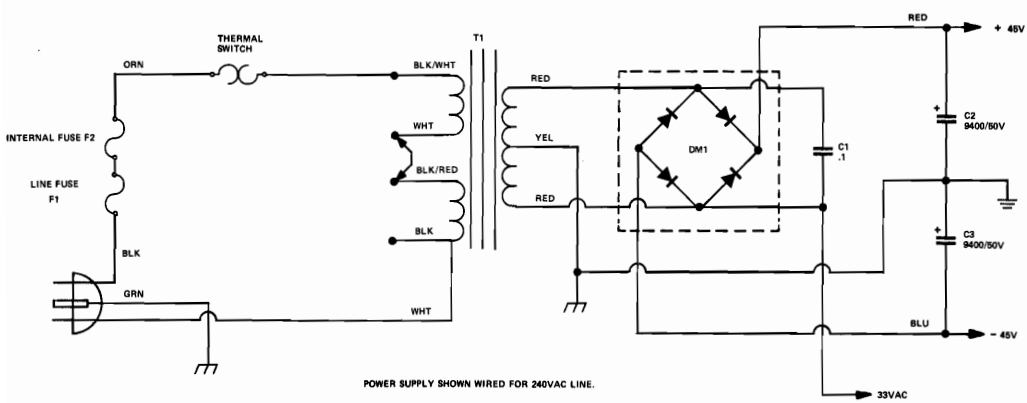 RED
+ 45V
THERMAL
SWITCH
T1
ORN
BLK/WHT
RED
C2
9400/50V
+
INTERNAL FUSE F2
WHT
YEL
DM1
C1
.1
LINE FUSE
F1
BLK/RED
RED
+
C3
9400/50V
BLK
BLK
GRN
WHT
BLU
- 45V
POWER SUPPLY SHOWN WIRED FOR 240VAC LINE.
33VAC